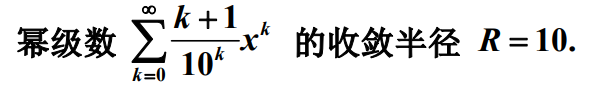 幂级数 $\sum_{k=0}^{\infty} \frac{k+1}{10^k} x^k$ 的收敛半径 $R=10.$